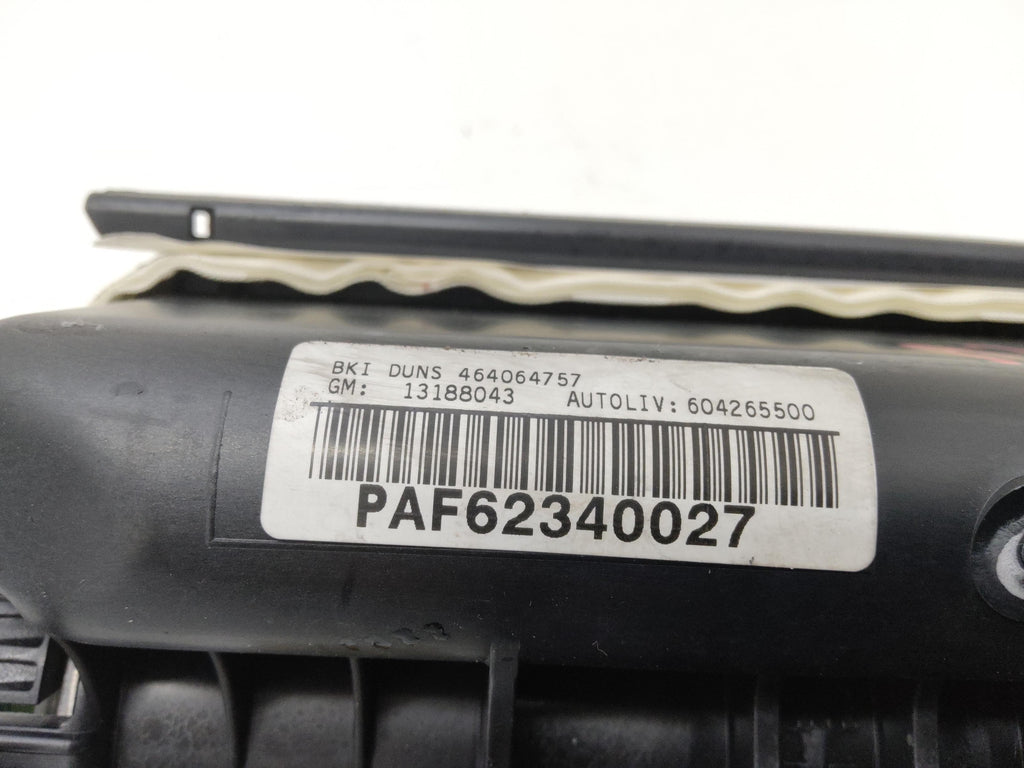 BKI DUNS 464064757
GM: 13188043 AUTOLIV: 604265500
PAF62340027